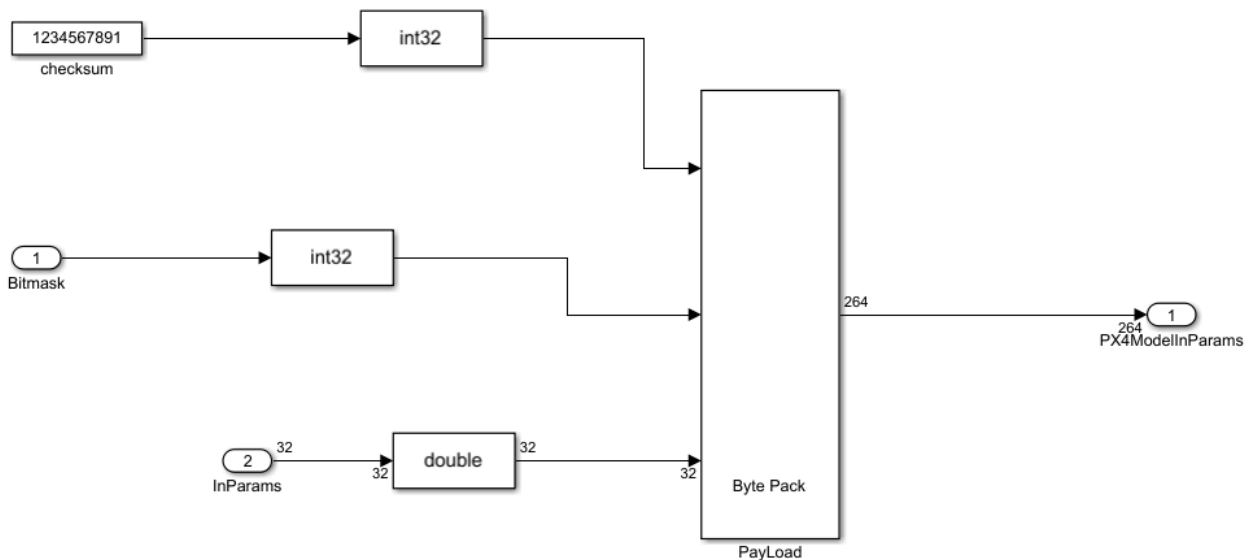 1234567891
checksum
int32
1
Bitmask
int32
2
InParams
32
32
double
32
32
Byte Pack
PayLoad
264
264
1
PX4ModelInParams